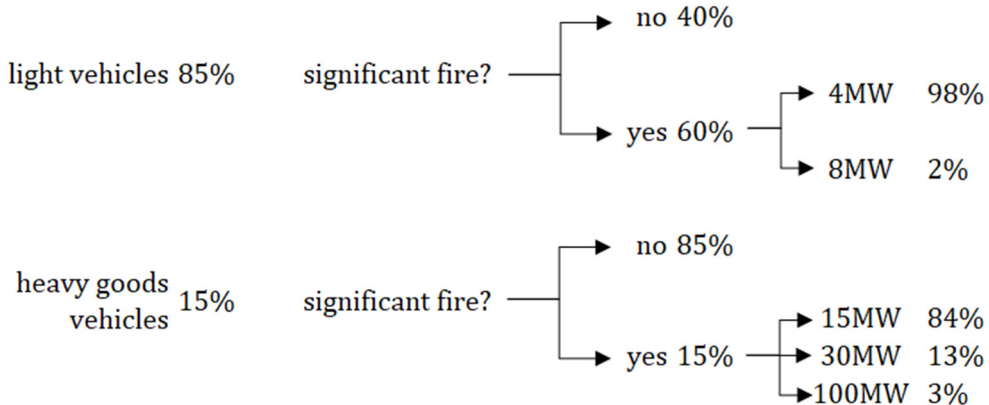 no 40%
light vehicles 85% significant fire?
4MW 98%
yes 60%
8MW 2%
no 85%
heavy goods
vehicles 15% significant fire?
15MW 84%
yes 15% 30MW 13%
100MW 3%